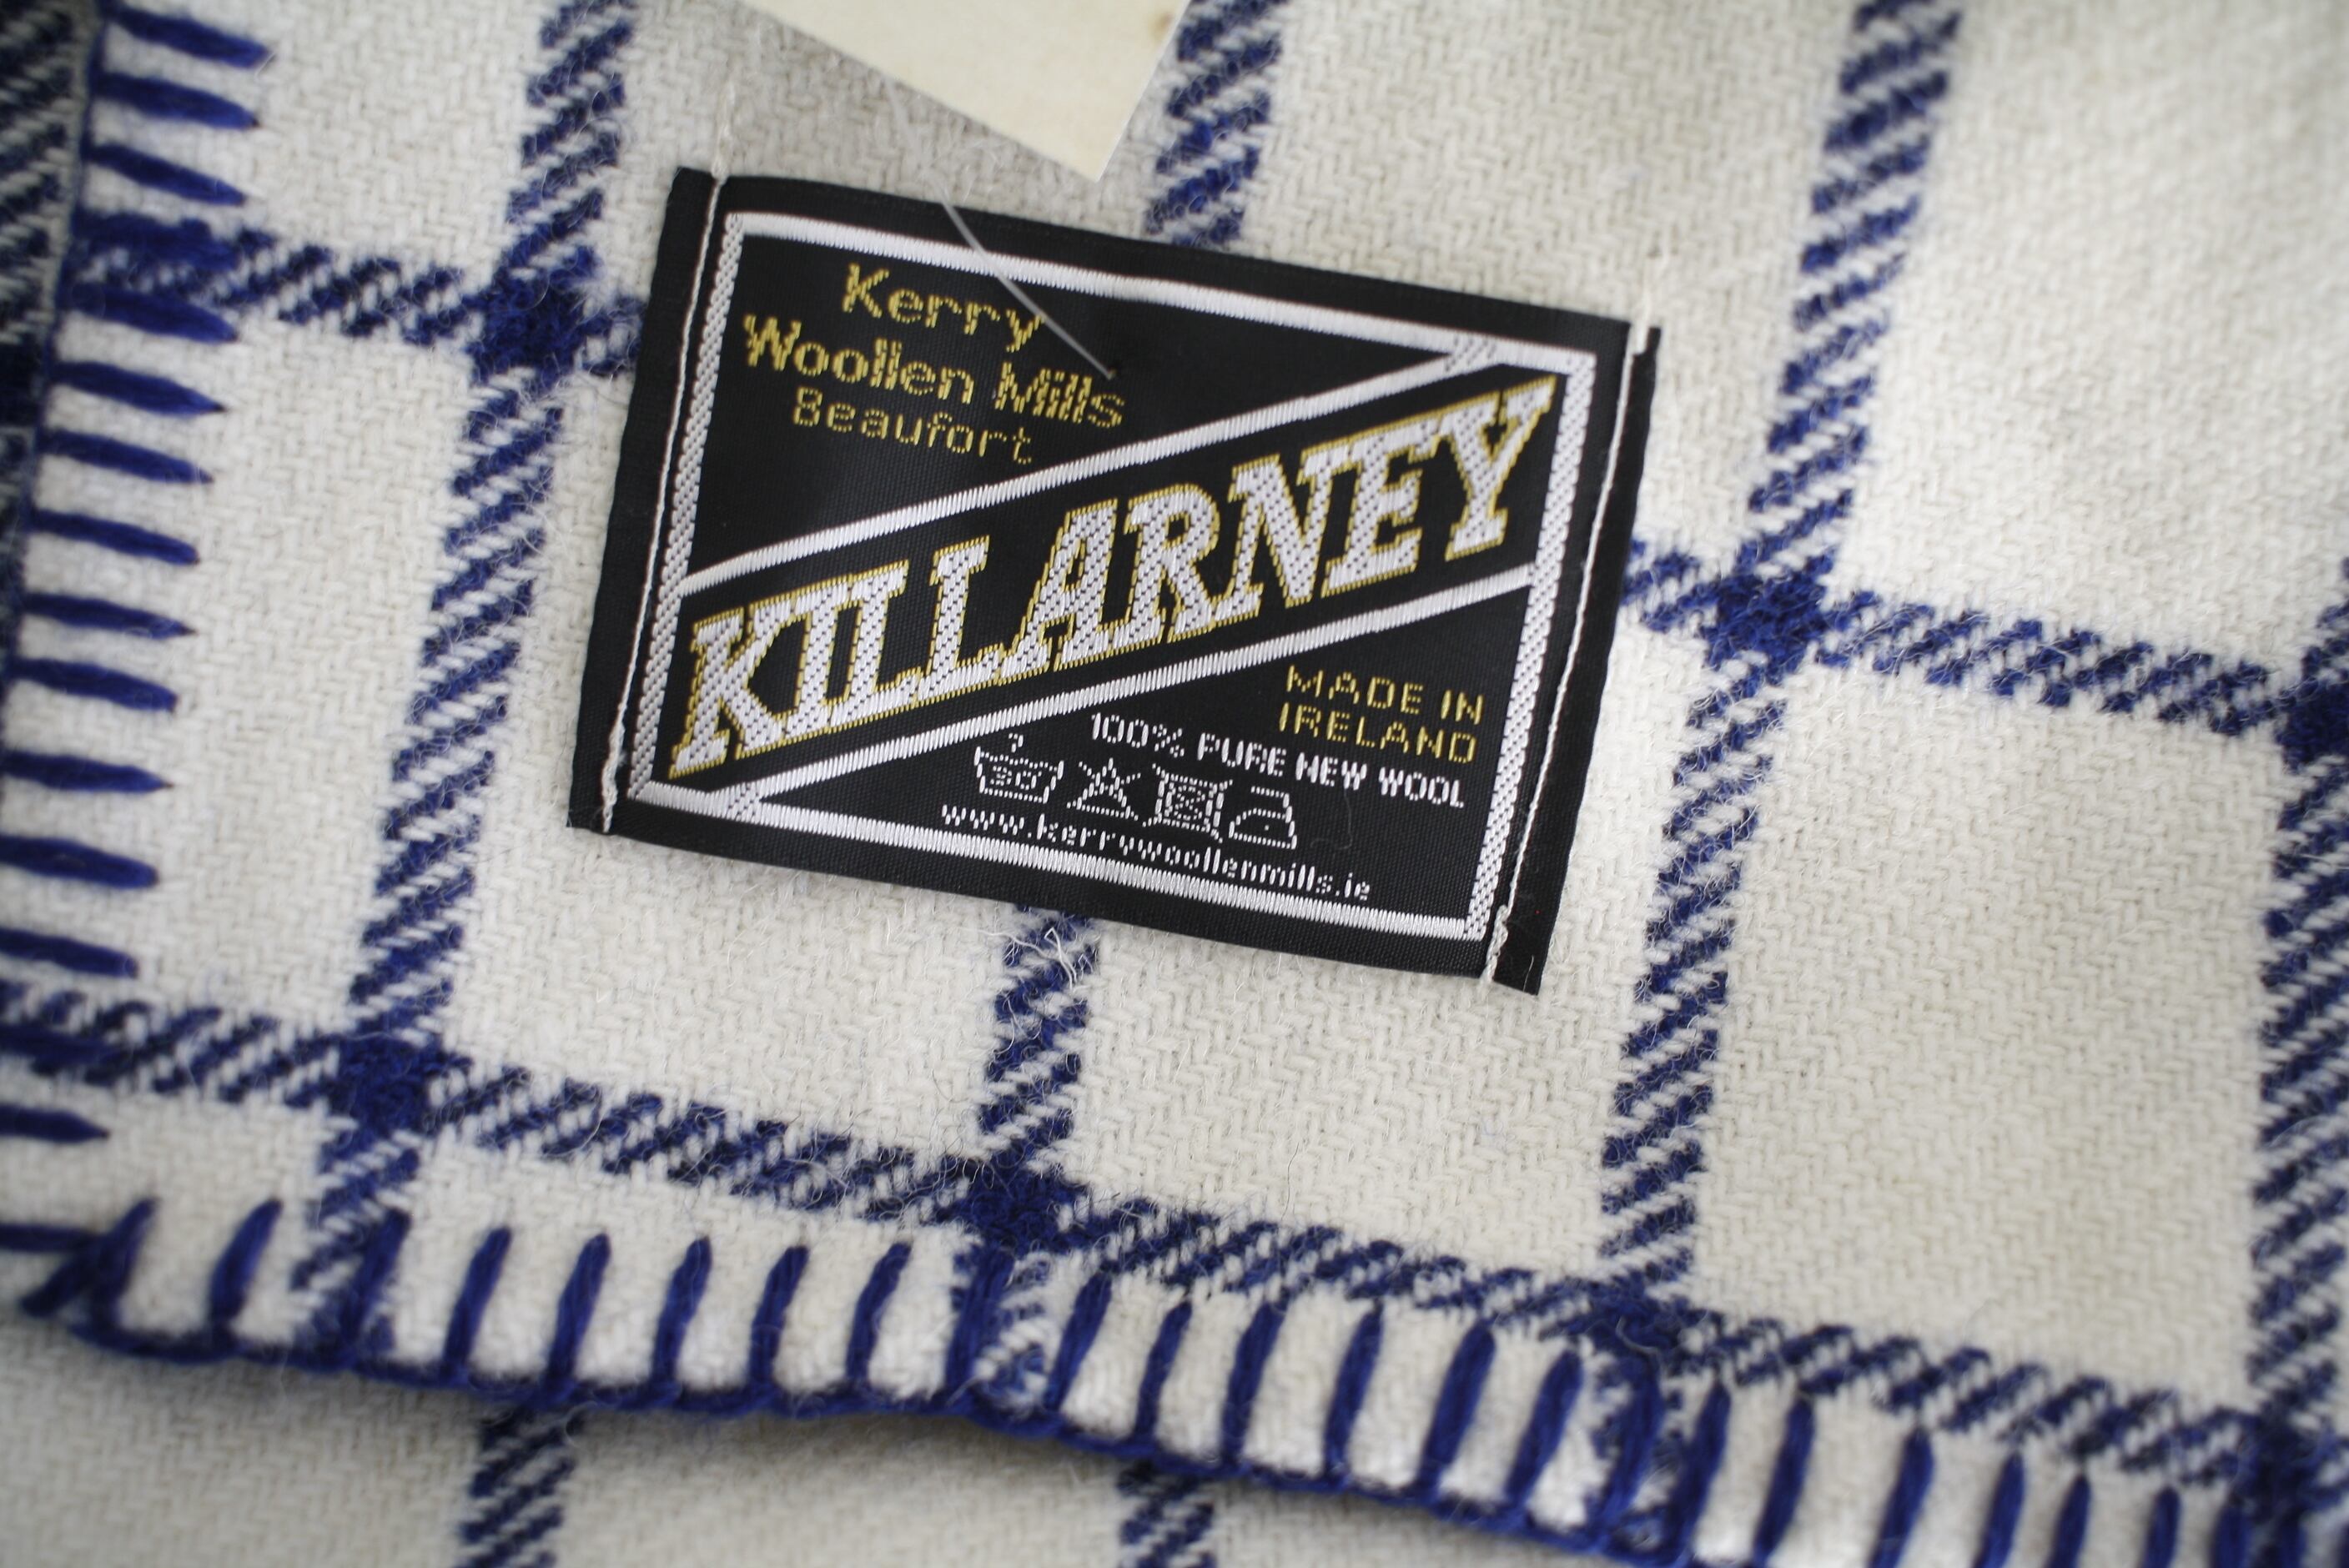 Kerry
Woollen Mills
Beaufort
KILLARNEY
MADE IN
IRELAND
100% PURE NEW WOOL
www.kerrywoollenmills.ie